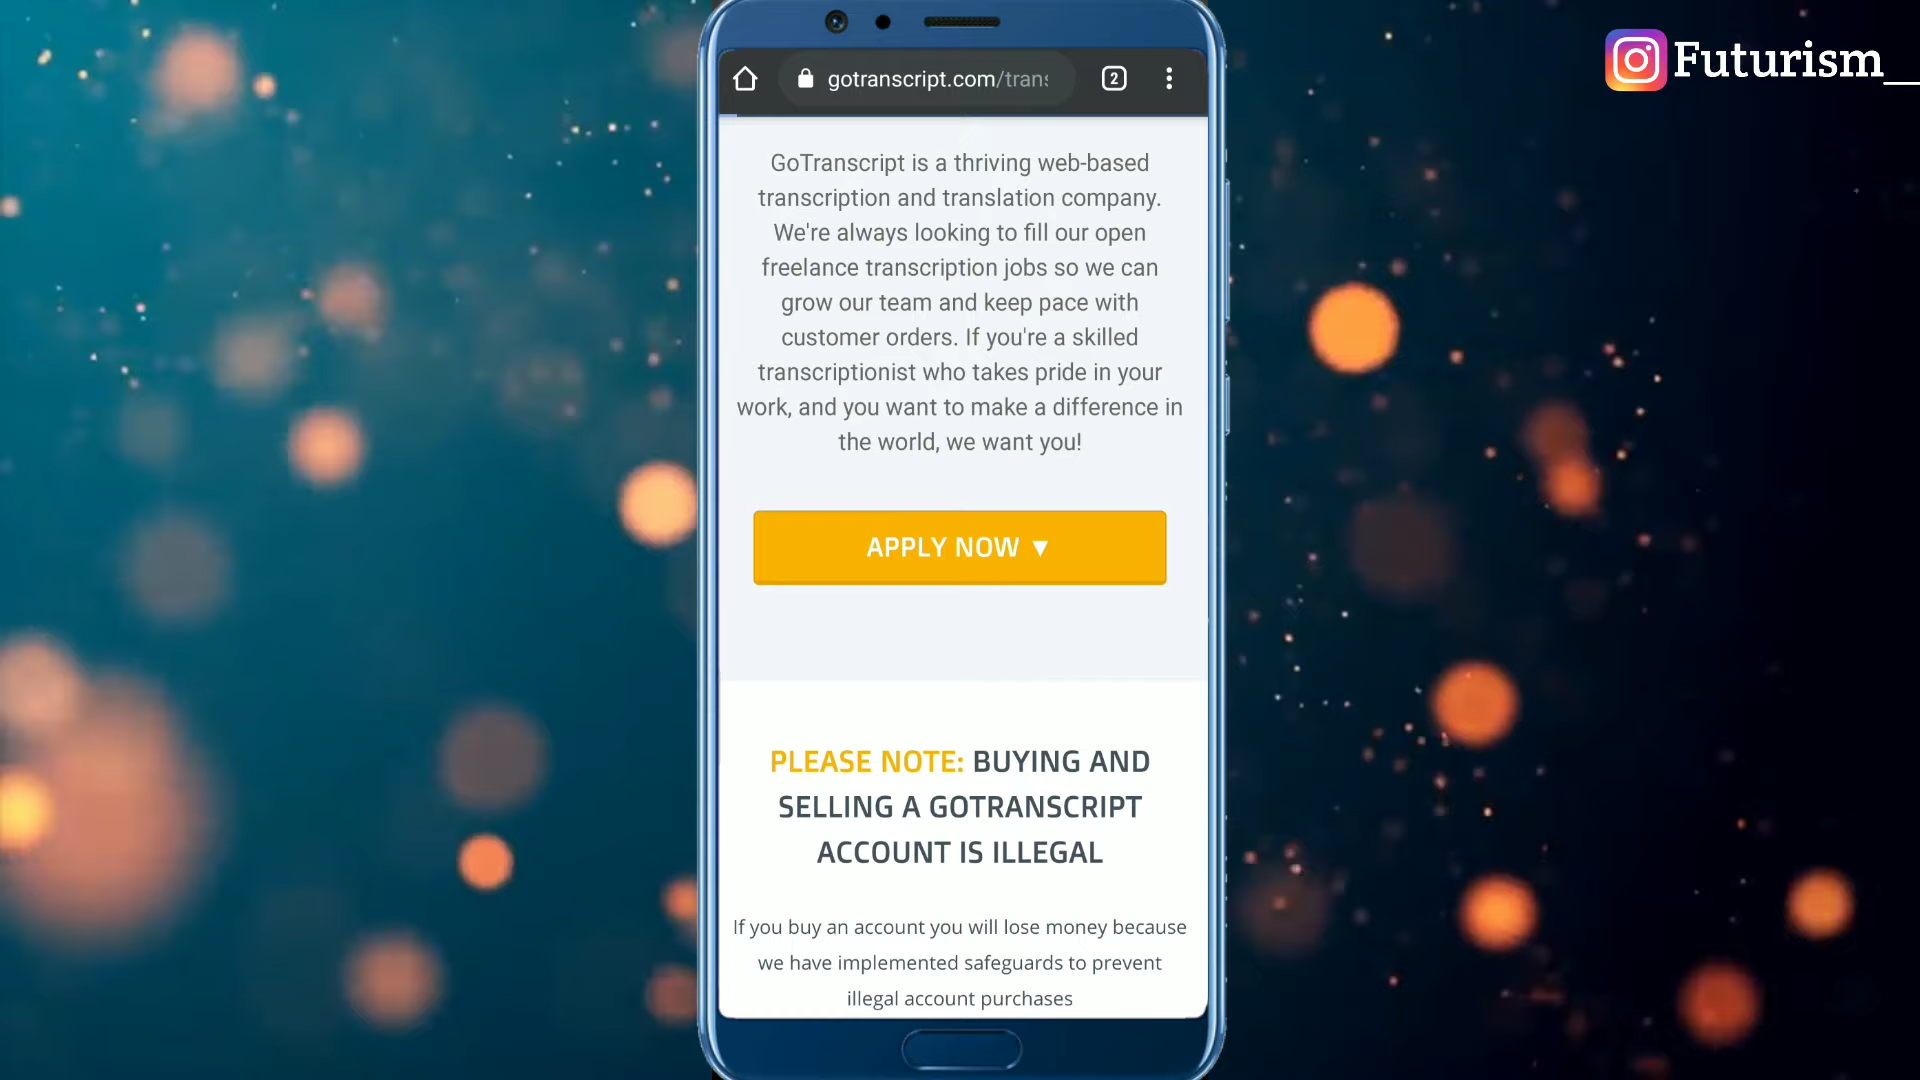 Futurism__
2
gotranscript.com/trans
GoTranscript is a thriving web-based
transcription and translation company.
We're always looking to fill our open
freelance transcription jobs so we can
grow our team and keep pace with
customer orders. If you're a skilled
transcriptionist who takes pride in your
work, and you want to make a difference in
the world, we want you!
APPLY NOW ▼
PLEASE NOTE: BUYING AND
SELLING A GOTRANSCRIPT
ACCOUNT IS ILLEGAL
If you buy an account you will lose money because
we have implemented safeguards to prevent
illegal account purchases